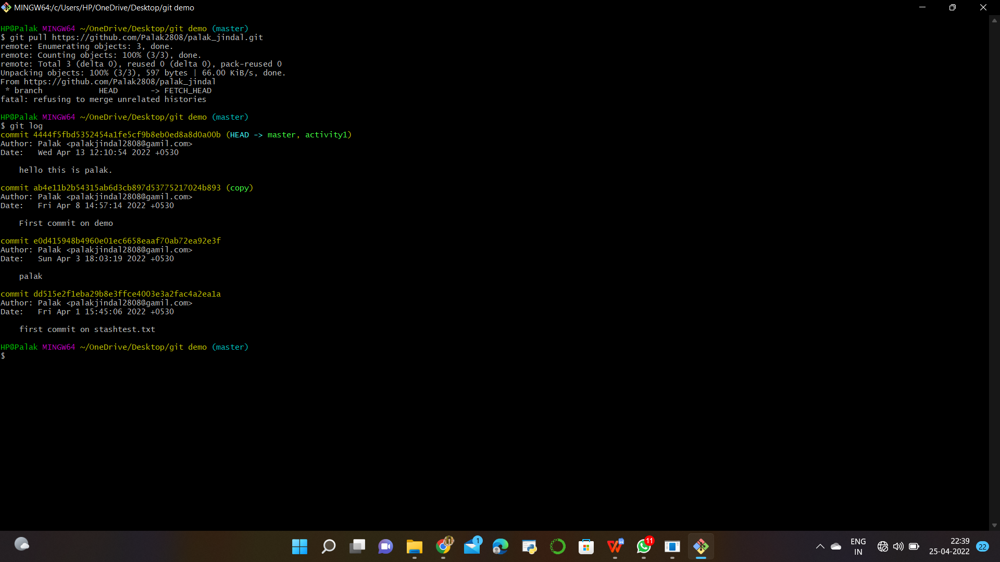 MINGW64:/c/Users/HP/OneDrive/Desktop/git demo
HP@Palak MINGW64 ~/OneDrive/Desktop/git demo (master)
$ git pull https://github.com/Palak2808/palak_jindal.git
remote: Enumerating objects: 3, done.
remote: Counting objects: 100% (3/3), done.
remote: Total 3 (delta 0), reused 0 (delta 0), pack-reused 0
Unpacking objects: 100% (3/3), 597 bytes | 66.00 KiB/s, done.
From https://github.com/Palak2808/palak_jindal
 * branch            HEAD       -> FETCH_HEAD
fatal: refusing to merge unrelated histories
HP@Palak MINGW64 ~/OneDrive/Desktop/git demo (master)
$ git log
commit 4444f5fbd5352454a1fe5cf9b8eb0ed8a8d0a00b (HEAD -> master, activity1)
Author: Palak <palakjindal2808@gamil.com>
Date:   Wed Apr 13 12:10:54 2022 +0530
    hello this is palak.
commit ab4e11b2b54315ab6d3cb897d53775217024b893 (copy)
Author: Palak <palakjindal2808@gamil.com>
Date:   Fri Apr 8 14:57:14 2022 +0530
    First commit on demo
commit e0d415948b4960e01ec6658eaaf70ab72ea92e3f
Author: Palak <palakjindal2808@gamil.com>
Date:   Sun Apr 3 18:03:19 2022 +0530
    palak
commit dd515e2f1eba29b8e3ffce4003e3a2fac4a2ea1a
Author: Palak <palakjindal2808@gamil.com>
Date:   Fri Apr 1 15:45:06 2022 +0530
    first commit on stashtest.txt
HP@Palak MINGW64 ~/OneDrive/Desktop/git demo (master)
$
1
11
ENG
IN
22:39
25-04-2022
22